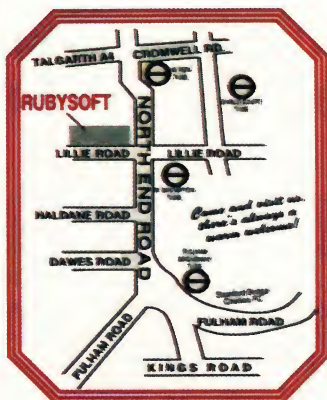 TALGARTH A4
CROMWELL RD.
RUBYSOFT
NORTH END ROAD
LILLIE ROAD
LILLIE ROAD
Come and visit us,
there's always a
warm welcome!
HALDANE ROAD
DAWES ROAD
FULHAM ROAD
FULHAM ROAD
KINGS ROAD